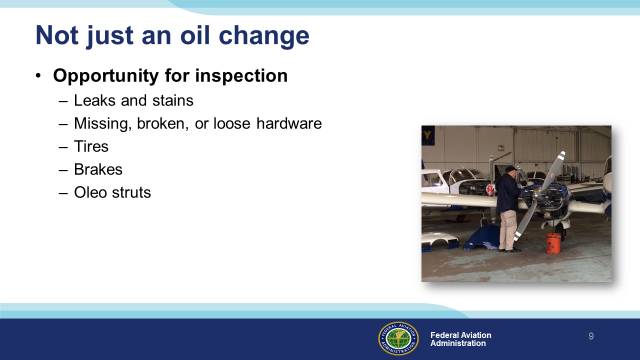 Not just an oil change
• Opportunity for inspection
– Leaks and stains
– Missing, broken, or loose hardware
– Tires
– Brakes
– Oleo struts
Federal Aviation
Administration
9